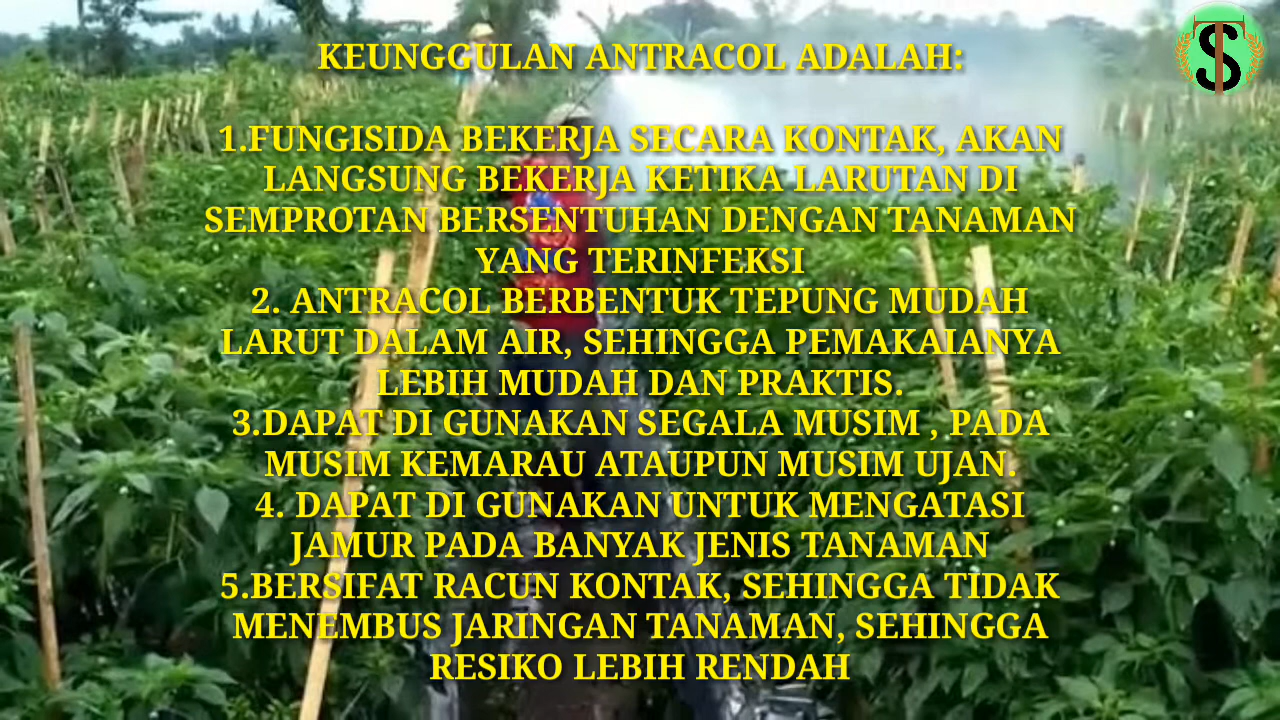 KEUNGGULAN ANTRACOL ADALAH:
1.FUNGISIDA BEKERJA SECARA KONTAK, AKAN
LANGSUNG BEKERJA KETIKA LARUTAN DI
SEMPROTAN BERSENTUHAN DENGAN TANAMAN
YANG TERINFEKSI
2. ANTRACOL BERBENTUK TEPUNG MUDAH
LARUT DALAM AIR, SEHINGGA PEMAKAIANYA
LEBIH MUDAH DAN PRAKTIS.
3.DAPAT DI GUNAKAN SEGALA MUSIM , PADA
MUSIM KEMARAU ATAUPUN MUSIM UJAN.
4. DAPAT DI GUNAKAN UNTUK MENGATASI
JAMUR PADA BANYAK JENIS TANAMAN
5.BERSIFAT RACUN KONTAK, SEHINGGA TIDAK
MENEMBUS JARINGAN TANAMAN, SEHINGGA
RESIKO LEBIH RENDAH